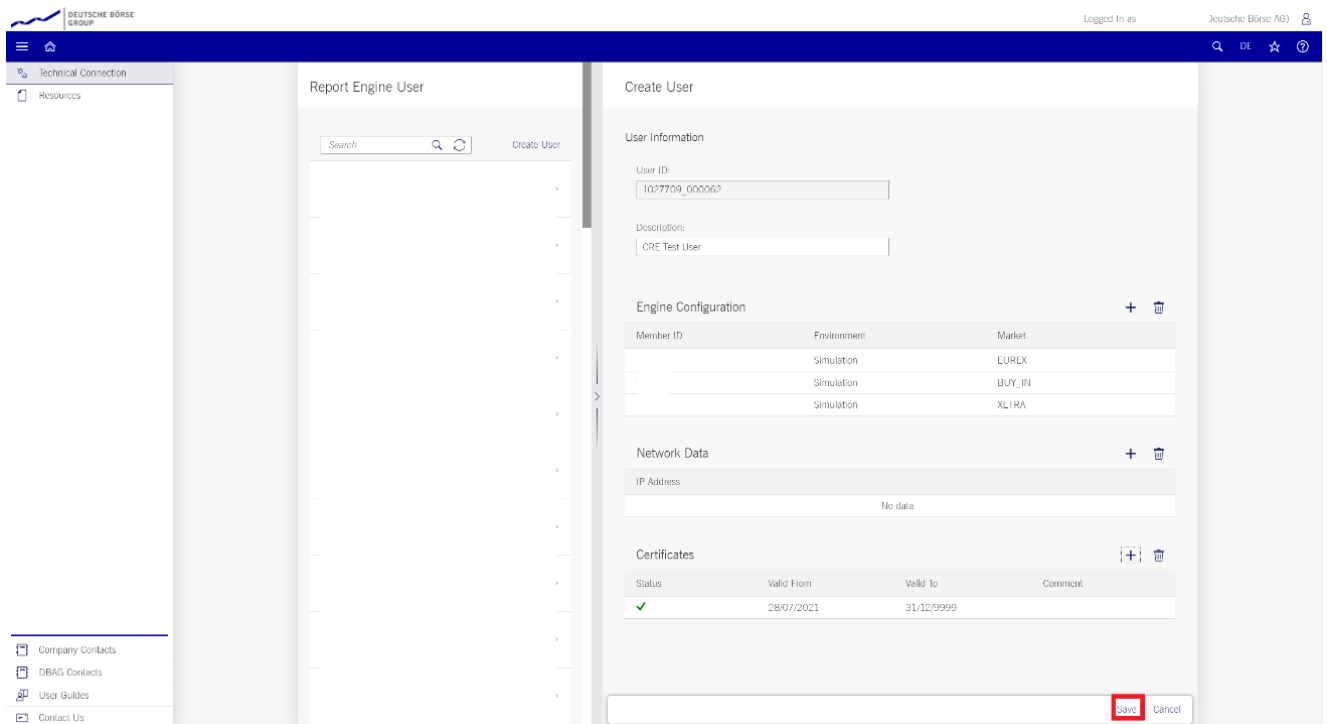 DEUTSCHE BÖRSE
GROUP
Logged In as
Deutsche Börse AG)
DE
Technical Connection
Resources
Report Engine User
Search
Create User
Create User
User Information
User ID:
1027709_000062
Description:
CRE Test User
Engine Configuration
Member ID Environment Market
Simulation EUREX
Simulation BUY_IN
Simulation XETRA
Network Data
IP Address
No data
Certificates
Status Valid From Valid To Comment
28/07/2021 31/12/9999
Company Contacts
DBAG Contacts
User Guides
Contact Us
Save Cancel